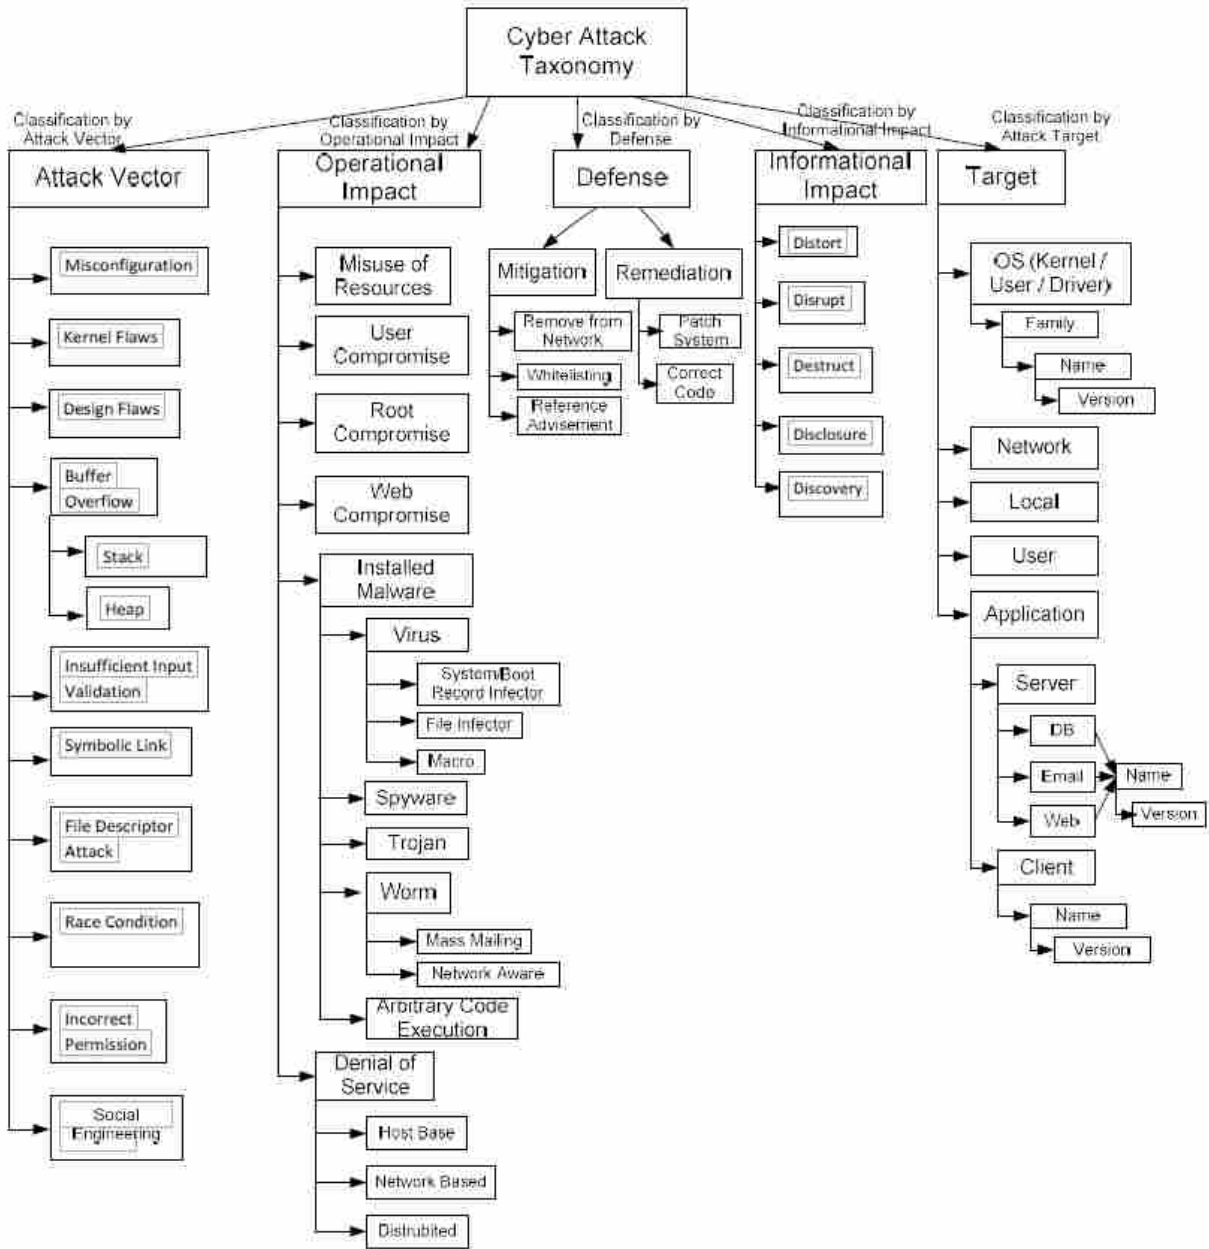 Cyber Attack
Taxonomy
Classification by
Attack Vector
Classification by
Operational Impact
Classification by
Defense
Classification by
Informational Impact
Classification by
Attack Target
Attack Vector
Misconfiguration
Kernel Flaws
Design Flaws
Buffer
Overflow
Stack
Heap
Insufficient Input
Validation
Symbolic Link
File Descriptor
Attack
Race Condition
Incorrect
Permission
Social
Engineering
Operational
Impact
Misuse of
Resources
User
Compromise
Root
Compromise
Web
Compromise
Installed
Malware
Virus
System/Boot
Record Infector
File Infector
Macro
Spyware
Trojan
Worm
Mass Mailing
Network Aware
Arbitrary Code
Execution
Denial of
Service
Host Base
Network Based
Distrubited
Defense
Mitigation
Remove from
Network
Whitelisting
Reference
Advisement
Remediation
Patch
System
Correct
Code
Informational
Impact
Distort
Disrupt
Destruct
Disclosure
Discovery
Target
OS (Kernel /
User / Driver)
Family
Name
Version
Network
Local
User
Application
Server
DB
Email
Web
Name
Version
Client
Name
Version